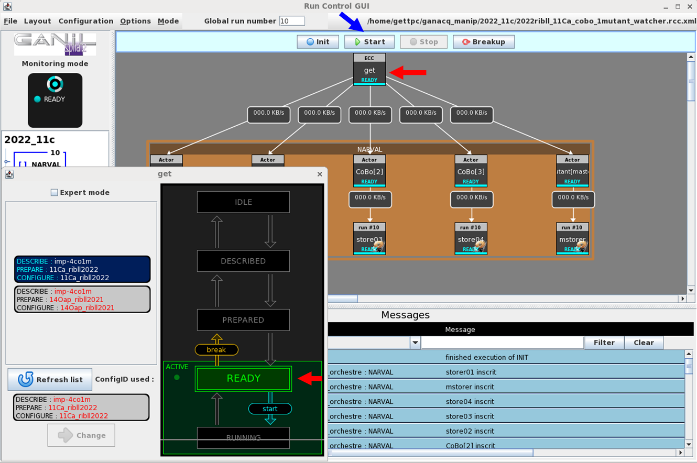 Run Control GUI
File Layout Configuration Options Mode Global run number 10 /home/gettpc/ganacq_manip/2022_11c/2022ribll_11Ca_cobo_1mutant_watcher.rcc.xml
GANIL
Init Start Stop Breakup
Monitoring mode
READY
2022_11c
10
[ ] NARVAL
ECC
get
READY
000.0 KB/s 000.0 KB/s 000.0 KB/s 000.0 KB/s 000.0 KB/s
NARVAL
Actor Actor Actor Actor Actor
CoBo[2] CoBo[3] tant[mast
READY READY READY
000.0 KB/s 000.0 KB/s 000.0 KB/s
run #10 run #10 run #10
store03 store04 mstorer
get
Expert mode
DESCRIBE : imp-4co1m
PREPARE : 11Ca_ribll2022
CONFIGURE : 11Ca_ribll2022
DESCRIBE : imp-4co1m
PREPARE : 14Oap_ribll2021
CONFIGURE : 14Oap_ribll2021
Refresh list ConfigID used :
DESCRIBE : imp-4co1m
PREPARE : 11Ca_ribll2022
CONFIGURE : 11Ca_ribll2022
Change
IDLE
DESCRIBED
PREPARED
break
ACTIVE
READY
start
RUNNING
Messages
Message
Filter Clear
finished execution of INIT
orchestre : NARVAL storer01 inscrit
orchestre : NARVAL mstorer inscrit
orchestre : NARVAL store04 inscrit
orchestre : NARVAL store03 inscrit
orchestre : NARVAL store02 inscrit
orchestre : NARVAL CoBo[2] inscrit